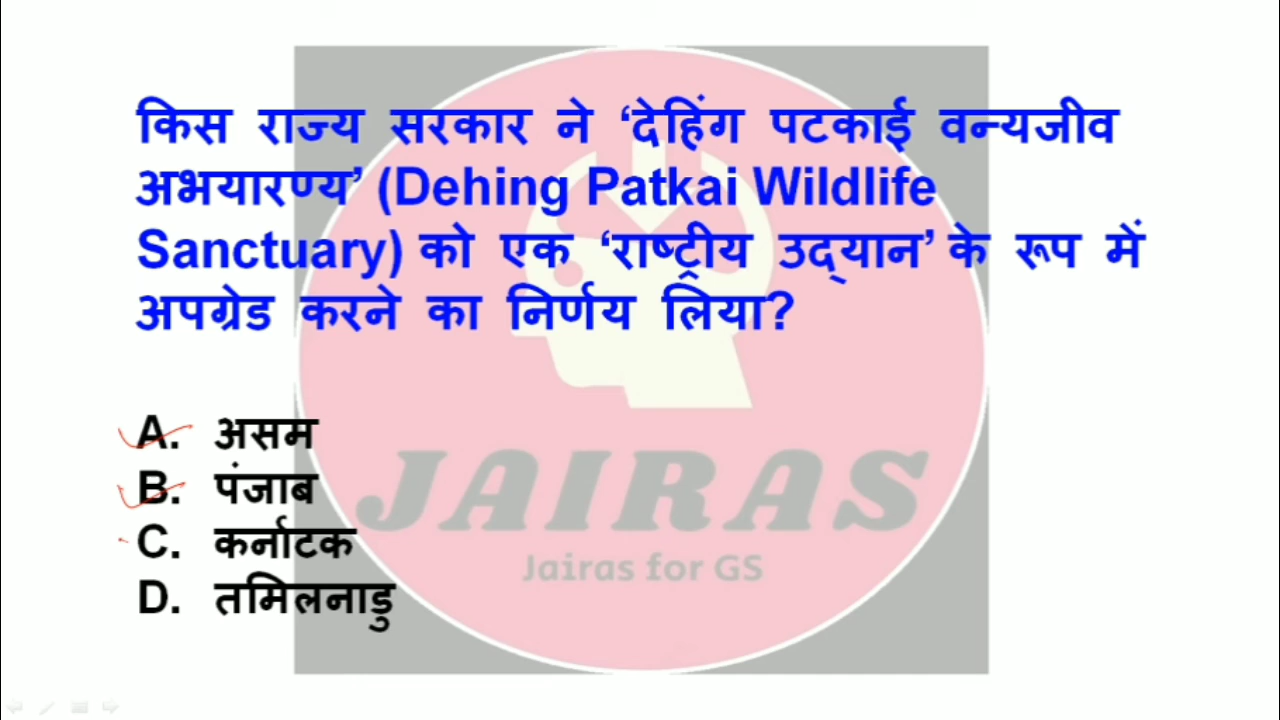 किस राज्य सरकार ने ‘देहिंग पटकाई वन्यजीव
अभयारण्य’ (Dehing Patkai Wildlife
Sanctuary) को एक ‘राष्ट्रीय उद्यान’ के रूप में
अपग्रेड करने का निर्णय लिया?
A. असम
B. पंजाब
C. कर्नाटक
D. तमिलनाडु
JAIRAS
Jairas for GS